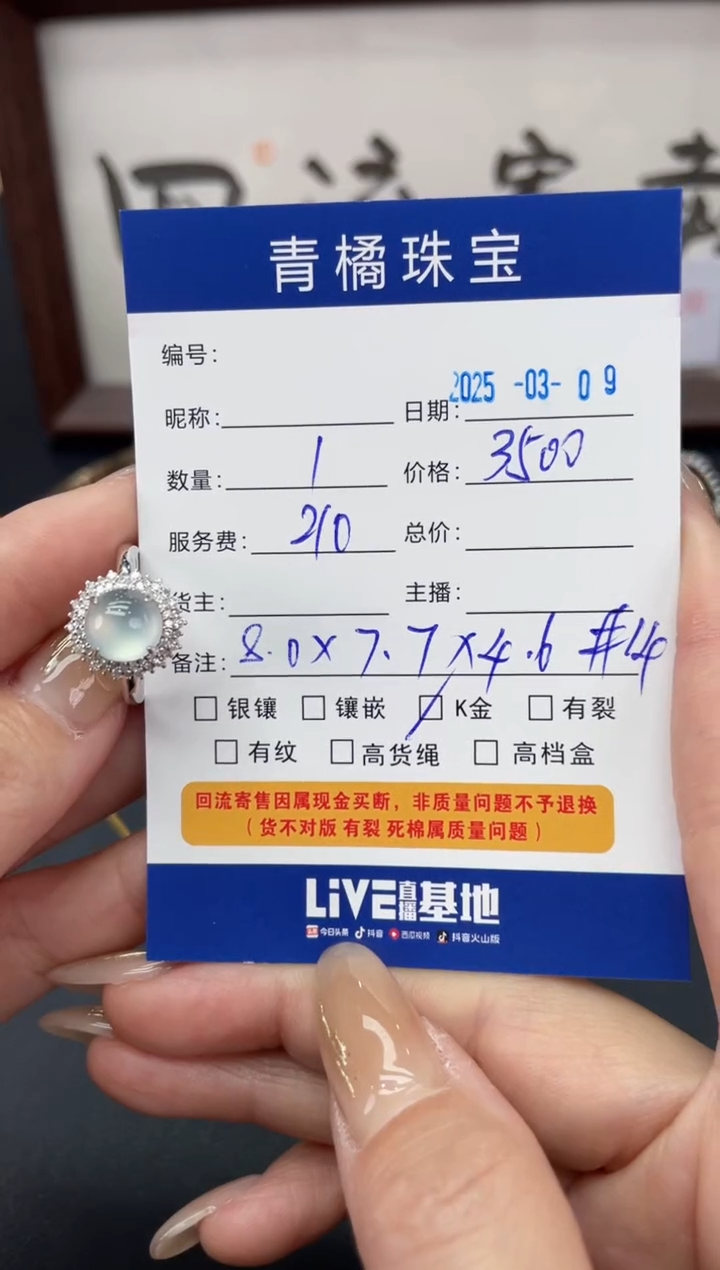 回流寄卖
青橘珠宝
编号:
昵称: 日期: 2025 -03- 09
数量: 1 价格: 3500
服务费: 210 总价:
货主: 主播:
备注: 8.0×7.7×4.6 #14
银镶 镶嵌 K金 有裂
有纹 高货绳 高档盒
回流寄售因属现金买断，非质量问题不予退换
（货不对版 有裂 死棉属质量问题）
LiVE直播基地
今日头条 抖音 西瓜视频 抖音火山版